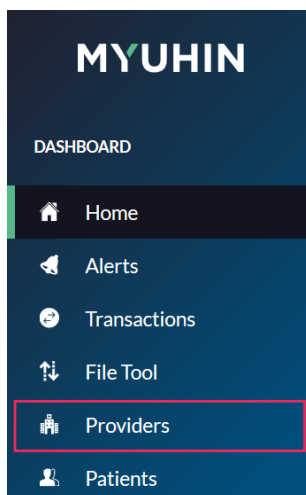 MYUHIN
DASHBOARD
Home
Alerts
Transactions
File Tool
Providers
Patients